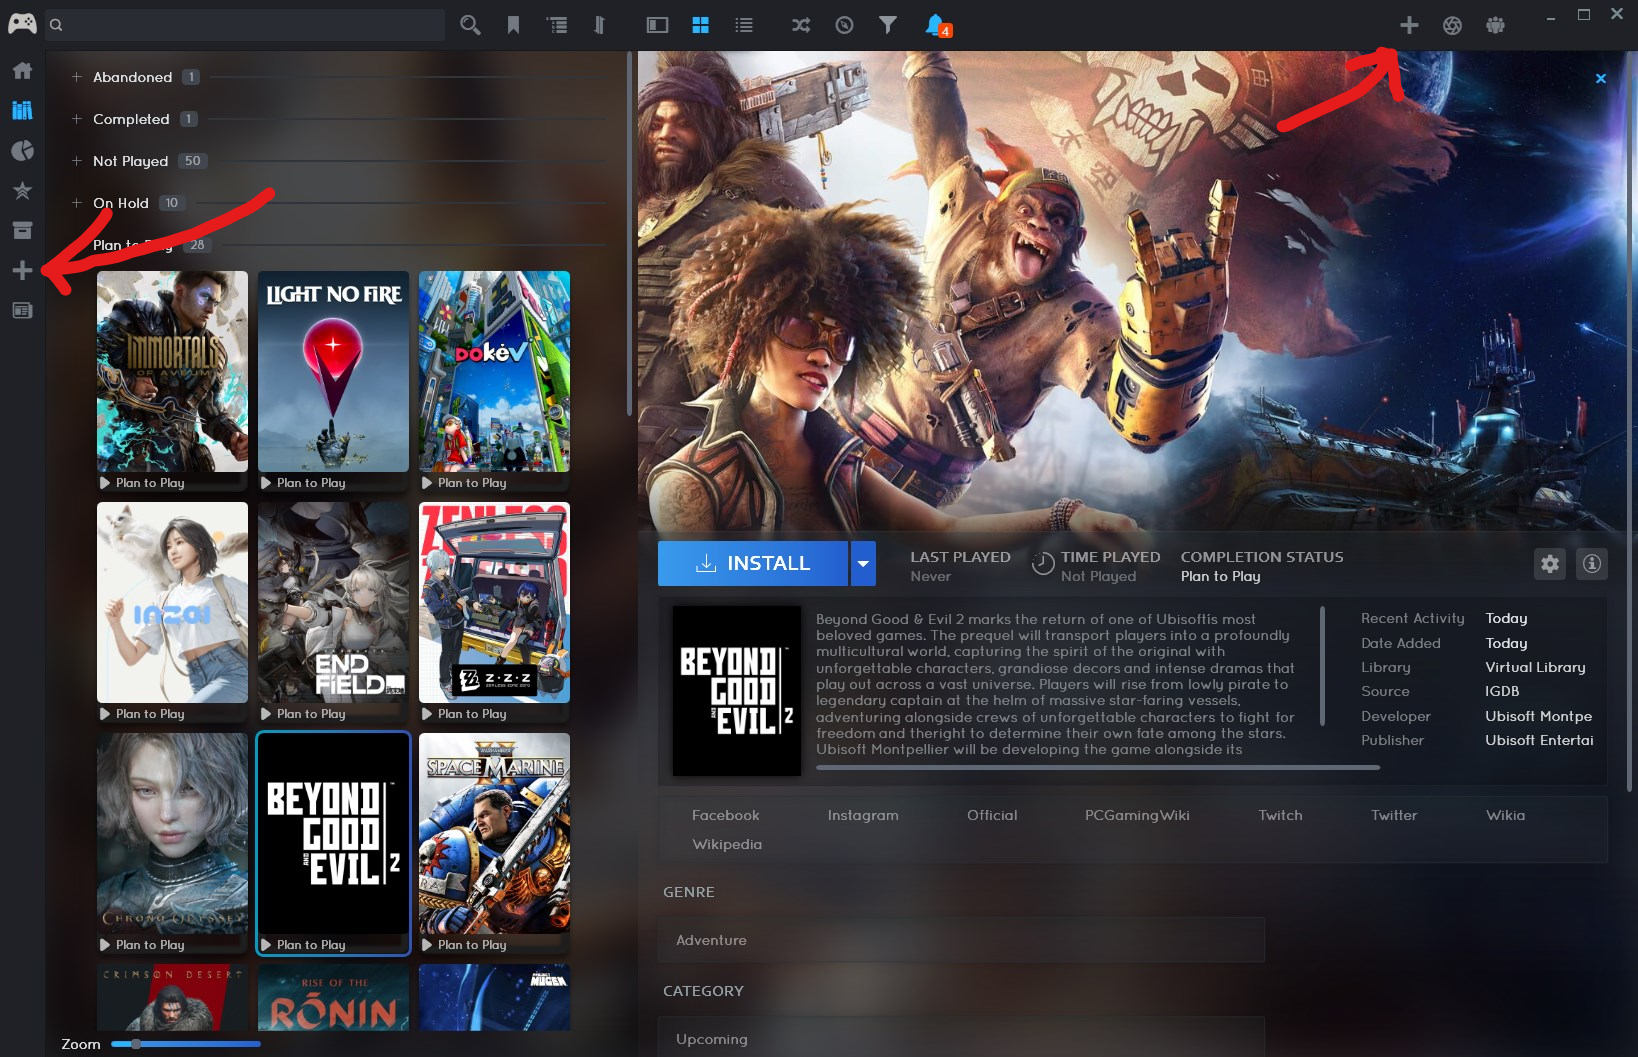 4
Abandoned 1
Completed 1
Not Played 50
On Hold 10
Plan to Play 28
IMMORTALS
OF AVEUM
LIGHT NO FIRE
DOKEV
Plan to Play
Plan to Play
Plan to Play
INZOI
END
FIELD
ZENLESS
Z·Z·Z
ZENLESS ZONE ZERO
Plan to Play
Plan to Play
Plan to Play
CHRONO ODYSSEY
BEYOND
GOOD
AND
EVIL 2
WARHAMMER
SPACE MARINE
II
Plan to Play
Plan to Play
Plan to Play
CRIMSON DESERT
RISE OF THE
RŌNIN
PROJECT
MUGEN
Zoom
太空
INSTALL
LAST PLAYED
Never
TIME PLAYED
Not Played
COMPLETION STATUS
Plan to Play
BEYOND
GOOD
AND
EVIL 2
Beyond Good & Evil 2 marks the return of one of Ubisoftis most
beloved games. The prequel will transport players into a profoundly
multicultural world, capturing the spirit of the original with
unforgettable characters, grandiose decors and intense dramas that
play out across a vast universe. Players will rise from lowly pirate to
legendary captain at the helm of massive star-faring vessels,
adventuring alongside crews of unforgettable characters to fight for
freedom and theright to determine their own fate among the stars.
Ubisoft Montpellier will be developing the game alongside its
Recent Activity Today
Date Added Today
Library Virtual Library
Source IGDB
Developer Ubisoft Montpe
Publisher Ubisoft Entertai
Facebook Instagram Official PCGamingWiki Twitch Twitter Wikia
Wikipedia
GENRE
Adventure
CATEGORY
Upcoming